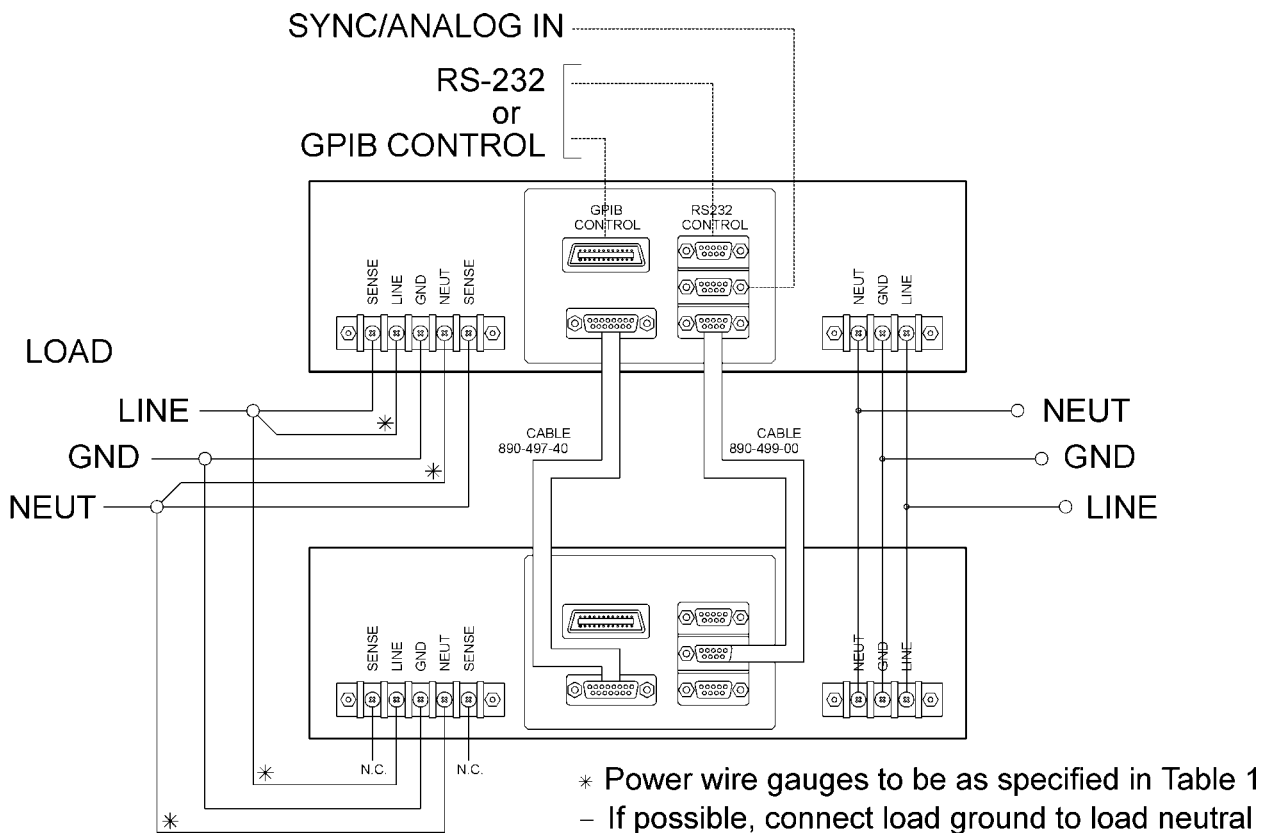 SYNC/ANALOG IN
RS-232
or
GPIB CONTROL
GPIB
CONTROL
RS232
CONTROL
SENSE
LINE
GND
NEUT
SENSE
NEUT
GND
LINE
LOAD
LINE
GND
NEUT
CABLE
890-497-40
CABLE
890-499-00
NEUT
GND
LINE
SENSE
LINE
GND
NEUT
SENSE
NEUT
GND
LINE
N.C.
N.C.
* Power wire gauges to be as specified in Table 1
– If possible, connect load ground to load neutral